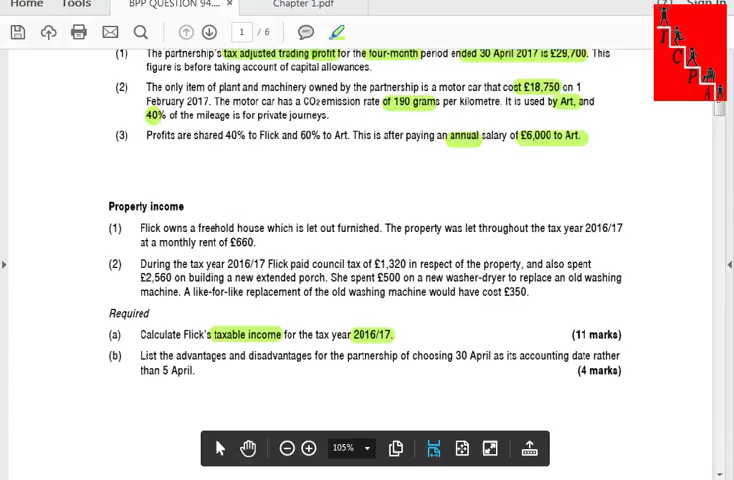 Home Tools BPP QUESTION 94.... × Chapter 1.pdf Sign In
1 / 6
(1) The partnership's tax adjusted trading profit for the four-month period ended 30 April 2017 is £29,700. This
figure is before taking account of capital allowances.
(2) The only item of plant and machinery owned by the partnership is a motor car that cost £18,750 on 1
February 2017. The motor car has a CO₂ emission rate of 190 grams per kilometre. It is used by Art, and
40% of the mileage is for private journeys.
(3) Profits are shared 40% to Flick and 60% to Art. This is after paying an annual salary of £6,000 to Art.
Property income
(1) Flick owns a freehold house which is let out furnished. The property was let throughout the tax year 2016/17
at a monthly rent of £660.
(2) During the tax year 2016/17 Flick paid council tax of £1,320 in respect of the property, and also spent
£2,560 on building a new extended porch. She spent £500 on a new washer-dryer to replace an old washing
machine. A like-for-like replacement of the old washing machine would have cost £350.
Required
(a) Calculate Flick's taxable income for the tax year 2016/17. (11 marks)
(b) List the advantages and disadvantages for the partnership of choosing 30 April as its accounting date rather
than 5 April. (4 marks)
105%
I
C
P
A